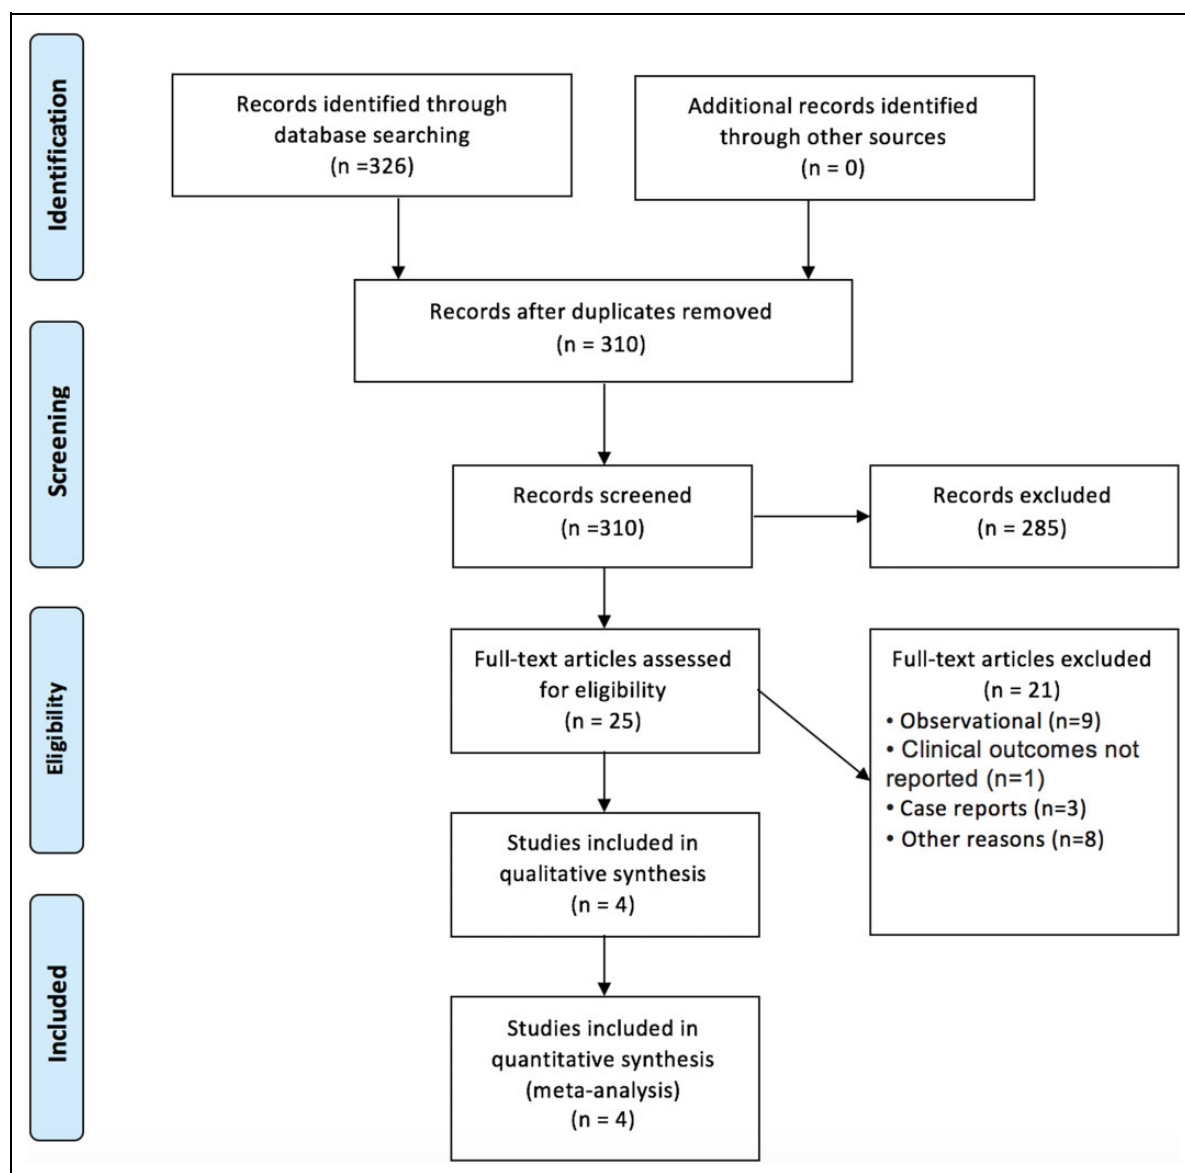 Identification
Records identified through
database searching
(n =326)
Additional records identified
through other sources
(n = 0)
Records after duplicates removed
(n = 310)
Screening
Records screened
(n =310)
Records excluded
(n = 285)
Eligibility
Full-text articles assessed
for eligibility
(n = 25)
Full-text articles excluded
(n = 21)
• Observational (n=9)
• Clinical outcomes not
reported (n=1)
• Case reports (n=3)
• Other reasons (n=8)
Studies included in
qualitative synthesis
(n = 4)
Included
Studies included in
quantitative synthesis
(meta-analysis)
(n = 4)